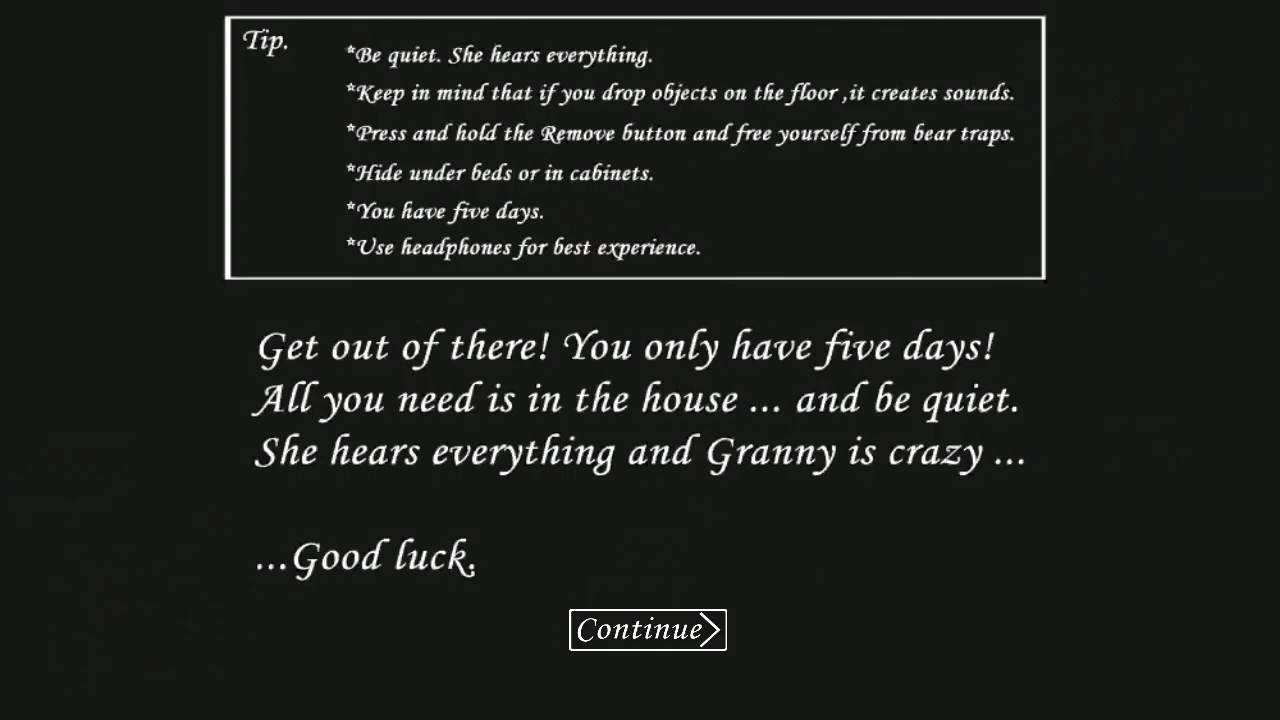 Tip.
*Be quiet. She hears everything.
*Keep in mind that if you drop objects on the floor ,it creates sounds.
*Press and hold the Remove button and free yourself from bear traps.
*Hide under beds or in cabinets.
*You have five days.
*Use headphones for best experience.
Get out of there! You only have five days!
All you need is in the house ... and be quiet.
She hears everything and Granny is crazy ...
...Good luck.
Continue